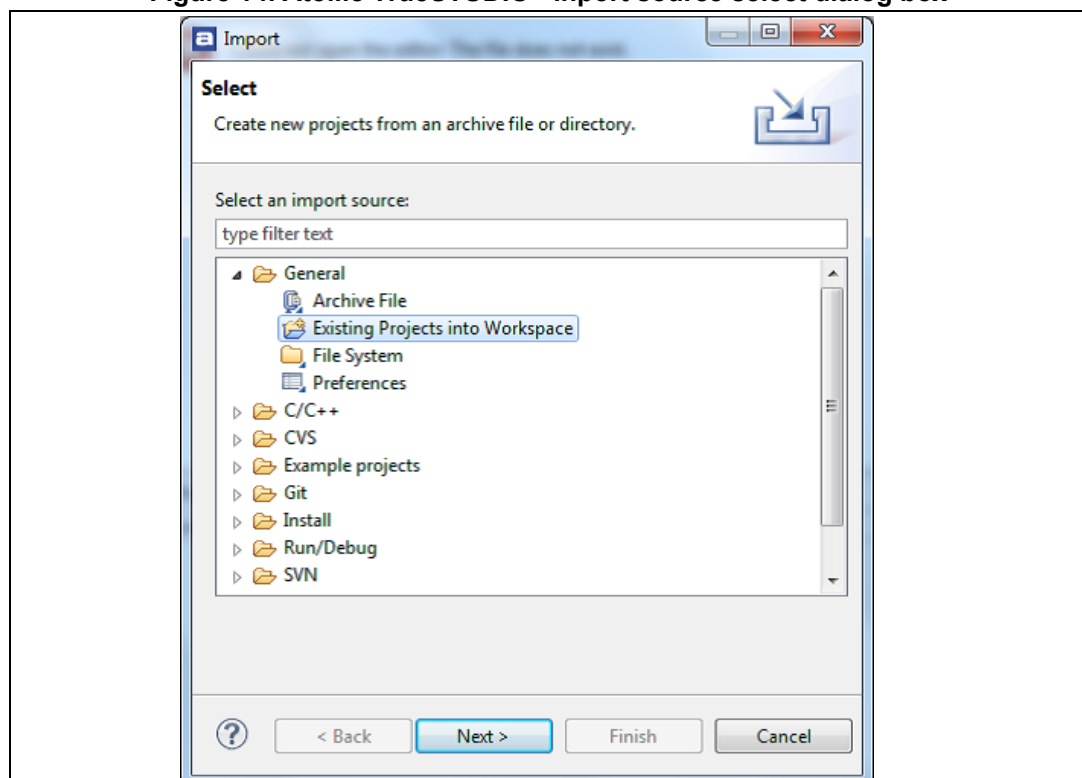 Import
Select
Create new projects from an archive file or directory.
Select an import source:
type filter text
General
Archive File
Existing Projects into Workspace
File System
Preferences
C/C++
CVS
Example projects
Git
Install
Run/Debug
SVN
< Back Next > Finish Cancel